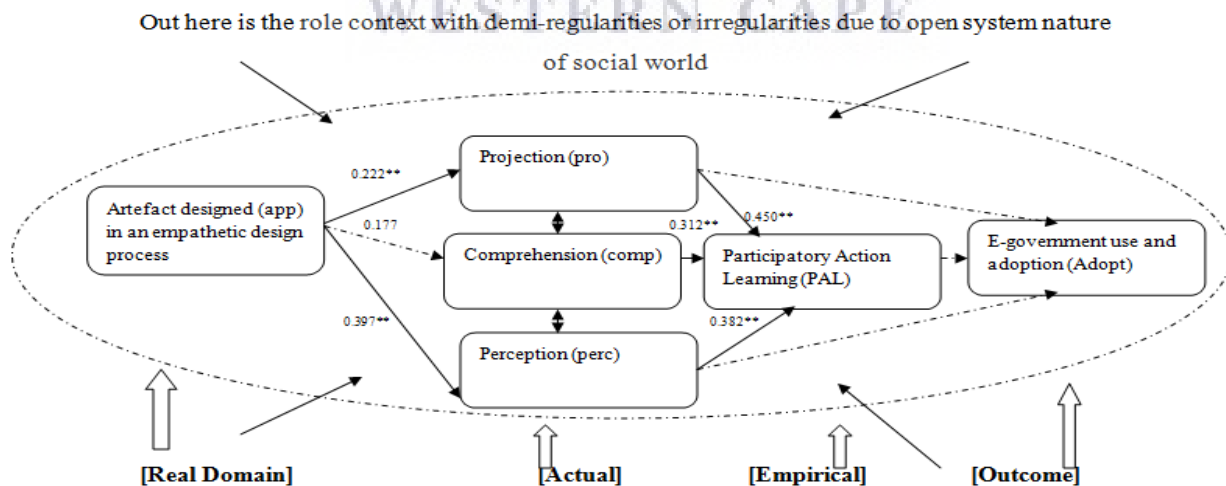 WESTERN CAPE
Out here is the role context with demi-regularities or irregularities due to open system nature
of social world
Projection (pro)
0.222**
Artefact designed (app)
in an empathetic design
process
0.177
0.450**
0.312**
Comprehension (comp)
Participatory Action
Learning (PAL)
E-government use and
adoption (Adopt)
0.397**
0.382**
Perception (perc)
[Real Domain]
[Actual]
[Empirical]
[Outcome]